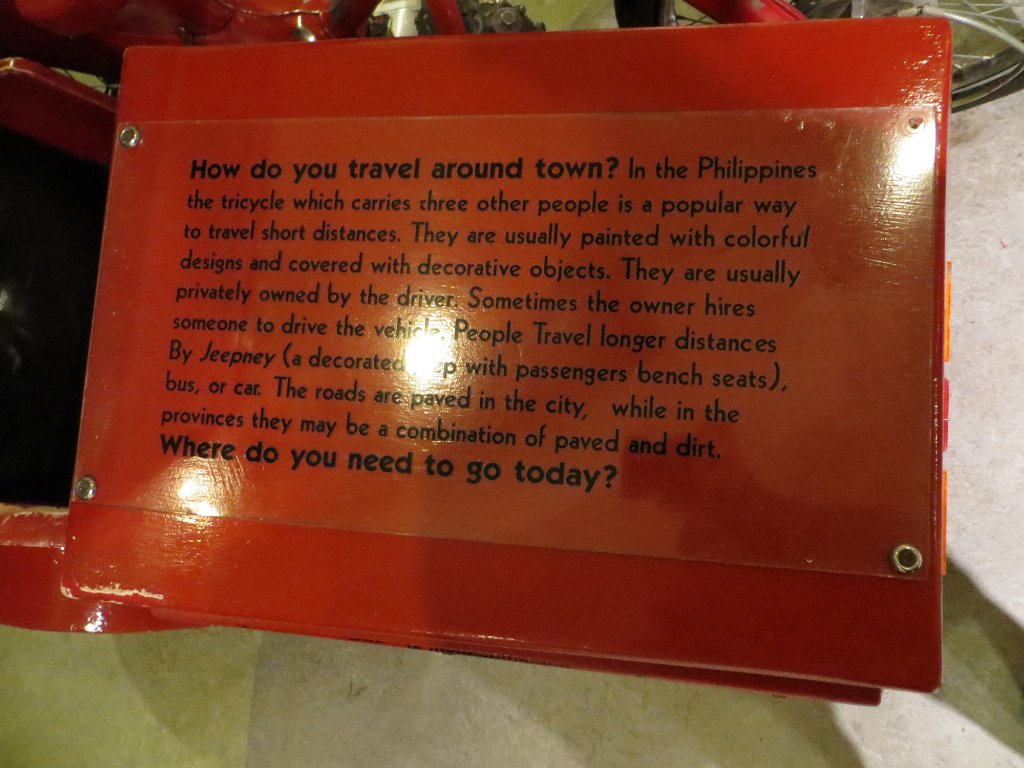 How do you travel around town? In the Philippines
the tricycle which carries three other people is a popular way
to travel short distances. They are usually painted with colorful
designs and covered with decorative objects. They are usually
privately owned by the driver. Sometimes the owner hires
someone to drive the vehicle. People Travel longer distances
By Jeepney (a decorated with passengers bench seats),
bus, or car. The roads are paved in the city, while in the
provinces they may be a combination of paved and dirt.
Where do you need to go today?